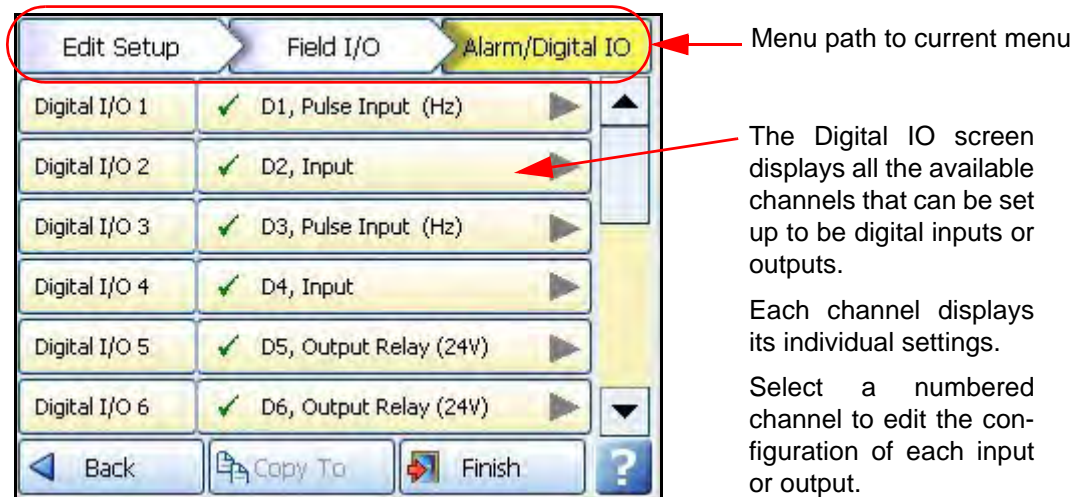 Edit Setup
Field I/O
Alarm/Digital IO
Menu path to current menu
Digital I/O 1
D1, Pulse Input (Hz)
Digital I/O 2
D2, Input
Digital I/O 3
D3, Pulse Input (Hz)
Digital I/O 4
D4, Input
Digital I/O 5
D5, Output Relay (24V)
Digital I/O 6
D6, Output Relay (24V)
Back
Copy To
Finish
?
The Digital IO screen
displays all the available
channels that can be set
up to be digital inputs or
outputs.
Each channel displays
its individual settings.
Select a numbered
channel to edit the con-
figuration of each input
or output.